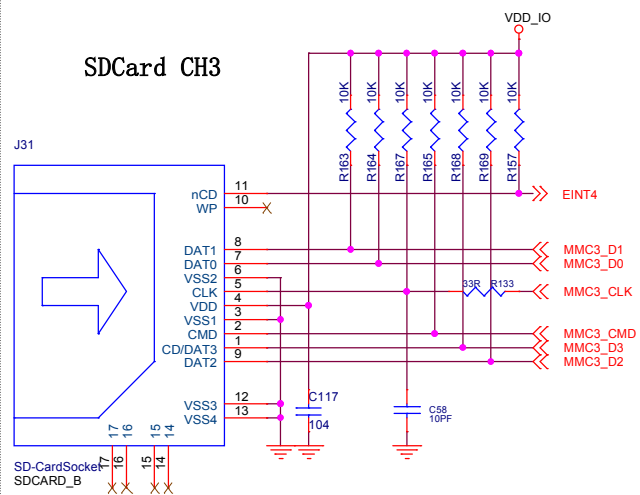 VDD_IO
SDCard CH3
10K 10K 10K 10K 10K 10K 10K
R163 R164 R167 R165 R168 R169 R157
J31
nCD 11 EINT4
WP 10
DAT1 8 MMC3_D1
DAT0 7 MMC3_D0
VSS2 6
CLK 5 33R R133 MMC3_CLK
VDD 4
VSS1 3
CMD 2 MMC3_CMD
CD/DAT3 1 MMC3_D3
DAT2 9 MMC3_D2
VSS3 12
VSS4 13
C117
104
C58
10PF
17 16 15 14
17 16 15 14
SD-CardSocket
SDCARD_B